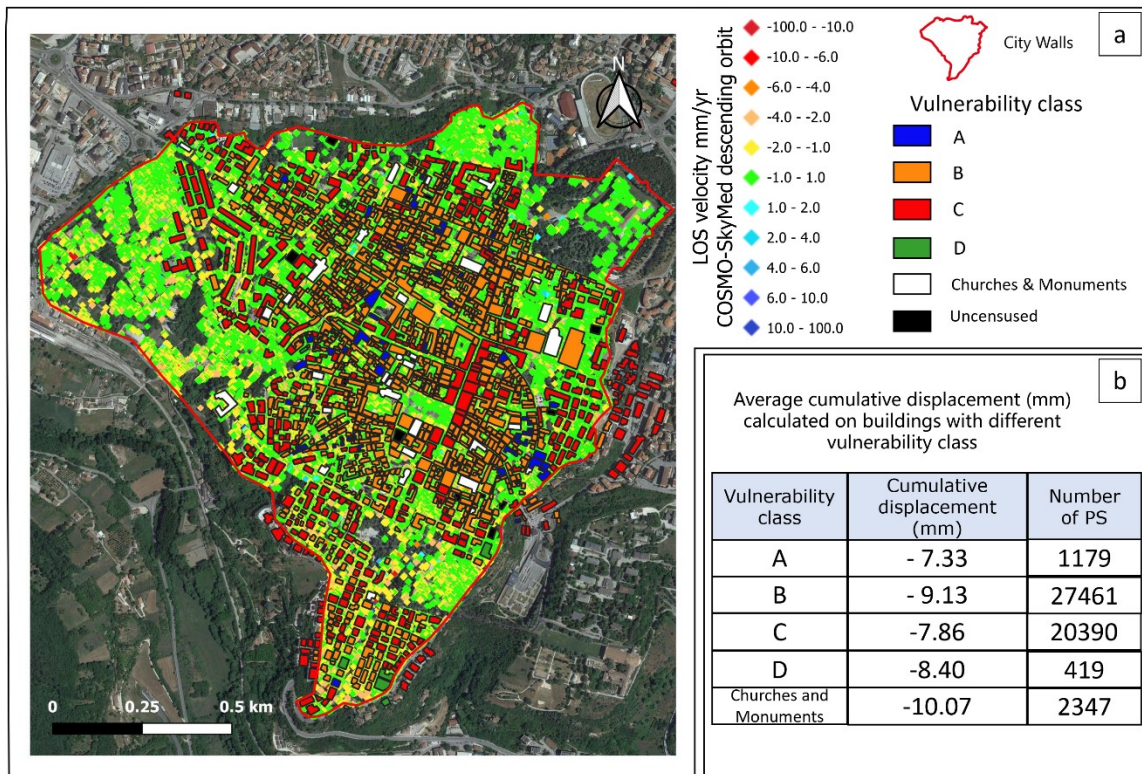 a
LOS velocity mm/yr
COSMO-SkyMed descending orbit
-100.0 - -10.0
-10.0 - -6.0
-6.0 - -4.0
-4.0 - -2.0
-2.0 - -1.0
-1.0 - 1.0
1.0 - 2.0
2.0 - 4.0
4.0 - 6.0
6.0 - 10.0
10.0 - 100.0
City Walls
Vulnerability class
A
B
C
D
Churches & Monuments
Uncensused
N
0 0.25 0.5 km
b
Average cumulative displacement (mm)
calculated on buildings with different
vulnerability class
Vulnerability class Cumulative displacement (mm) Number of PS
A - 7.33 1179
B - 9.13 27461
C -7.86 20390
D -8.40 419
Churches and Monuments -10.07 2347